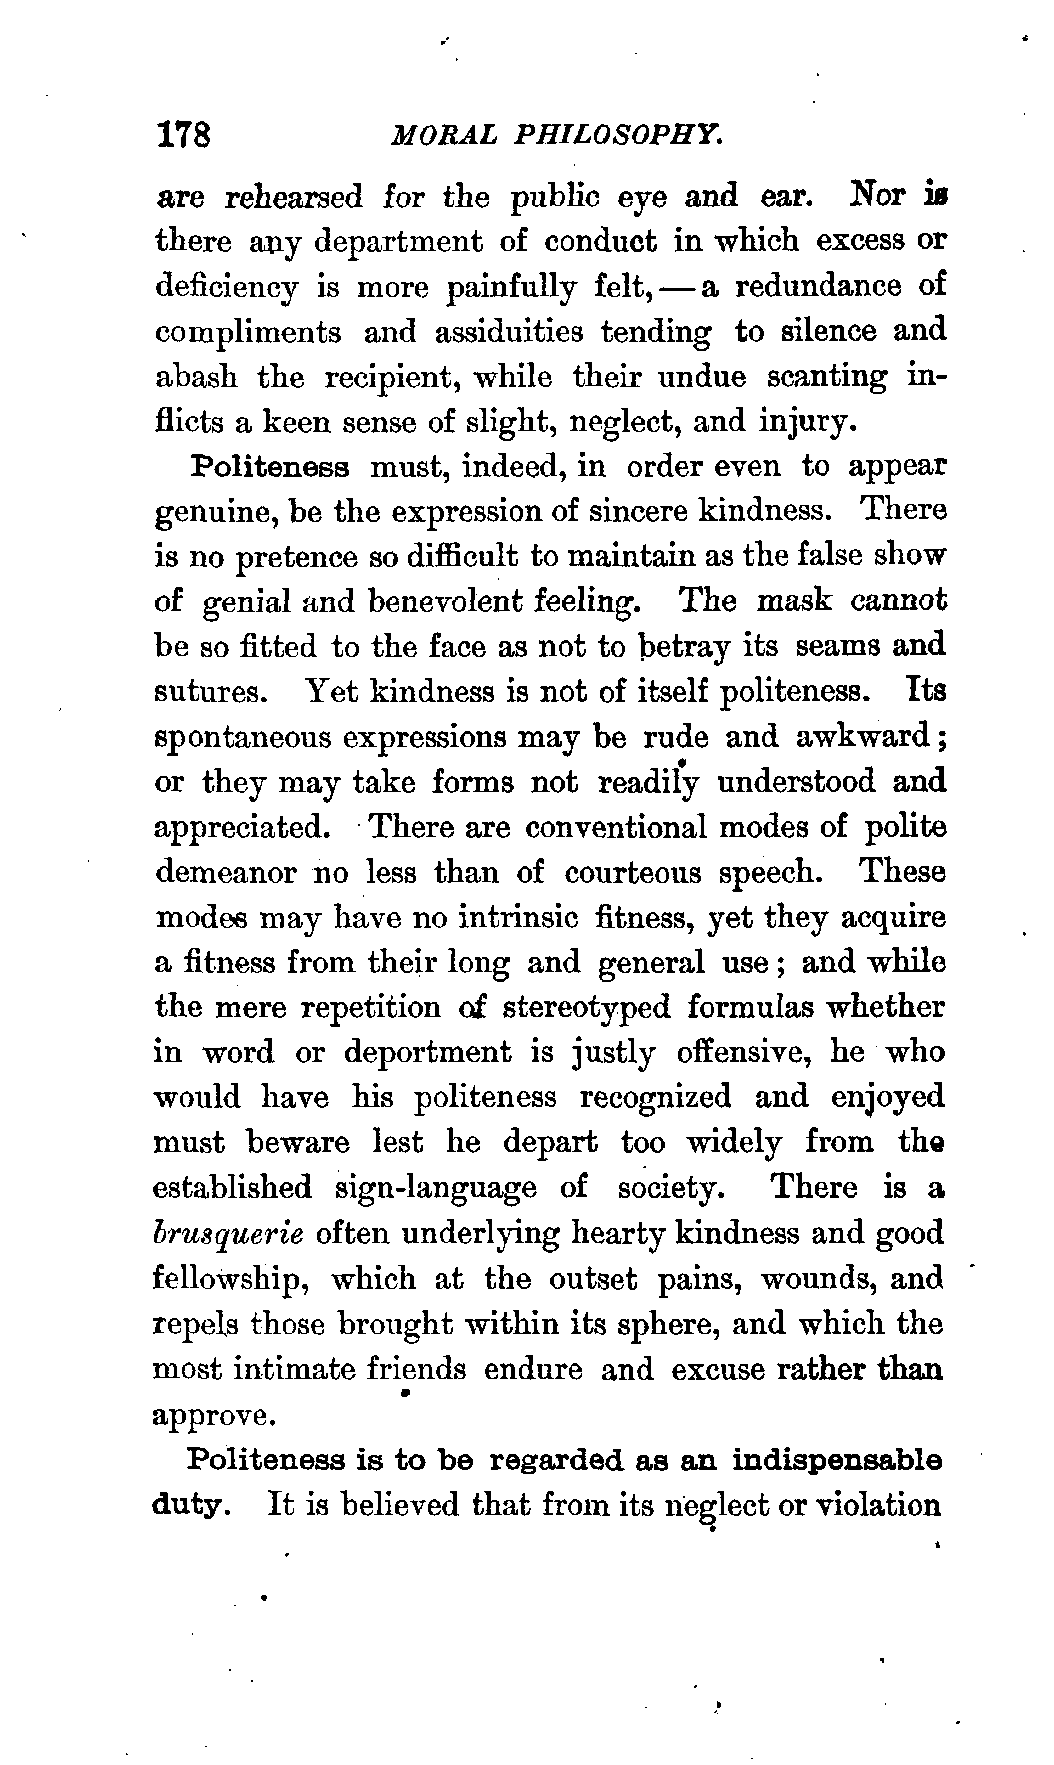 178 MORAL PHILOSOPHY.
are rehearsed for the public eye and ear. Nor is
there any department of conduct in which excess or
deficiency is more painfully felt, — a redundance of
compliments and assiduities tending to silence and
abash the recipient, while their undue scanting in-
flicts a keen sense of slight, neglect, and injury.
Politeness must, indeed, in order even to appear
genuine, be the expression of sincere kindness. There
is no pretence so difficult to maintain as the false show
of genial and benevolent feeling. The mask cannot
be so fitted to the face as not to betray its seams and
sutures. Yet kindness is not of itself politeness. Its
spontaneous expressions may be rude and awkward;
or they may take forms not readily understood and
appreciated. There are conventional modes of polite
demeanor no less than of courteous speech. These
modes may have no intrinsic fitness, yet they acquire
a fitness from their long and general use; and while
the mere repetition of stereotyped formulas whether
in word or deportment is justly offensive, he who
would have his politeness recognized and enjoyed
must beware lest he depart too widely from the
established sign-language of society. There is a
brusquerie often underlying hearty kindness and good
fellowship, which at the outset pains, wounds, and
repels those brought within its sphere, and which the
most intimate friends endure and excuse rather than
approve.
Politeness is to be regarded as an indispensable
duty. It is believed that from its neglect or violation